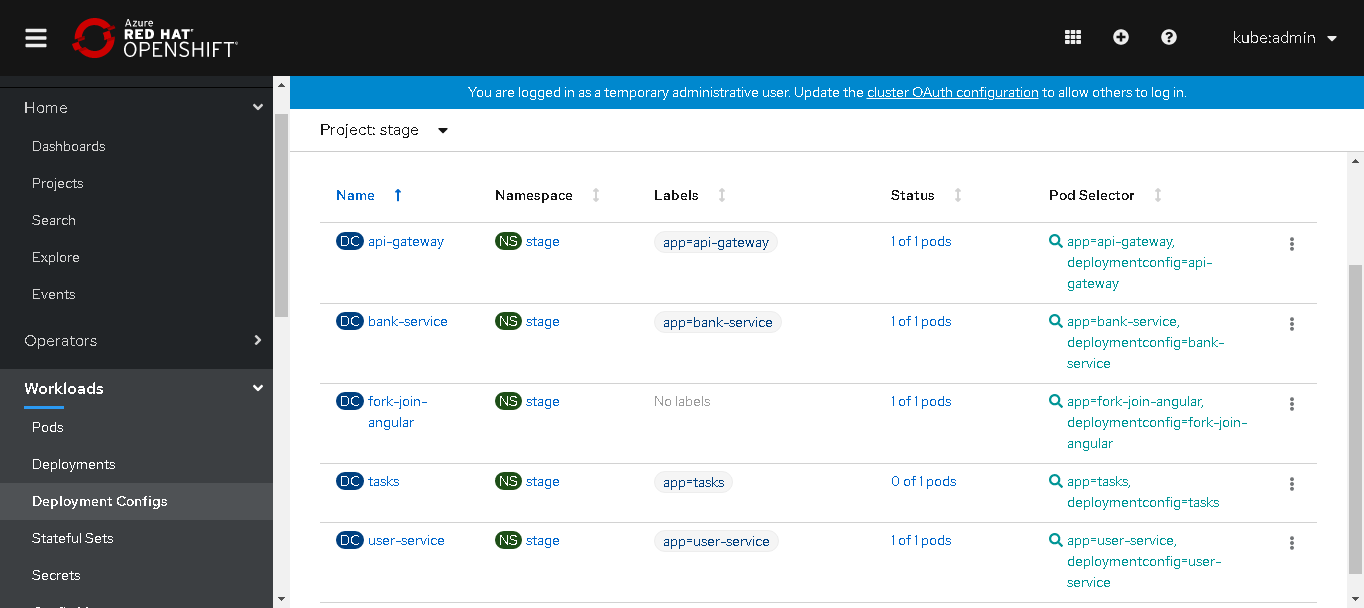 Azure
RED HAT
OPENSHIFT
kube:admin
You are logged in as a temporary administrative user. Update the cluster OAuth configuration to allow others to log in.
Home
Dashboards
Projects
Search
Explore
Events
Operators
Workloads
Pods
Deployments
Deployment Configs
Stateful Sets
Secrets
Project: stage
Name Namespace Labels Status Pod Selector
DC api-gateway NS stage app=api-gateway 1 of 1 pods app=api-gateway,
deploymentconfig=api-
gateway
DC bank-service NS stage app=bank-service 1 of 1 pods app=bank-service,
deploymentconfig=bank-
service
DC fork-join- NS stage No labels 1 of 1 pods app=fork-join-angular,
angular deploymentconfig=fork-join-
angular
DC tasks NS stage app=tasks 0 of 1 pods app=tasks,
deploymentconfig=tasks
DC user-service NS stage app=user-service 1 of 1 pods app=user-service,
deploymentconfig=user-
service